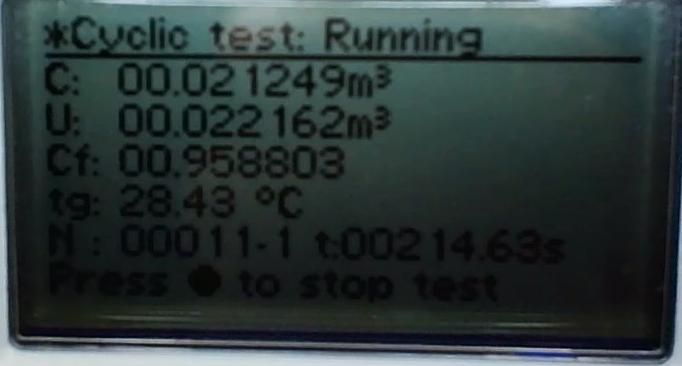 *Cyclic test: Running
C: 00.021249m³
U: 00.022162m³
Cf: 00.958803
tg: 28.43 °C
N : 00011-1 t:00214.63s
Press ● to stop test